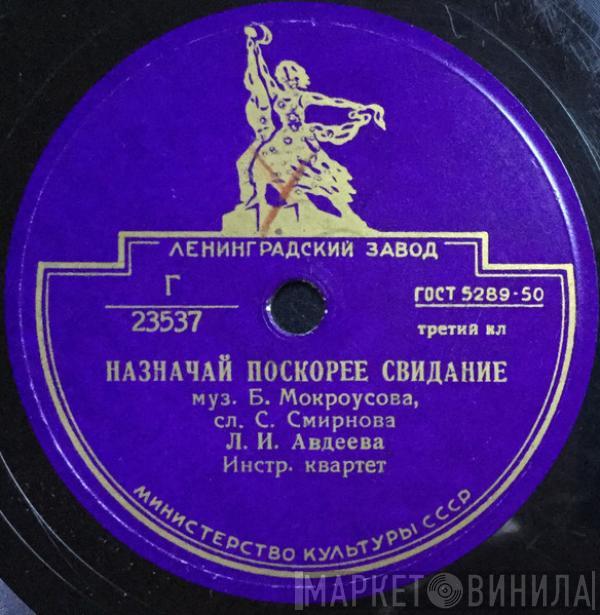 ЛЕНИНГРАДСКИЙ ЗАВОД
Г
23537
ГОСТ 5289-50
третий кл
НАЗНАЧАЙ ПОСКОРЕЕ СВИДАНИЕ
муз. Б. Мокроусова,
сл. С. Смирнова
Л. И. Авдеева
Инстр. квартет
МИНИСТЕРСТВО КУЛЬТУРЫ СССР
МАРКЕТ ВИНИЛА